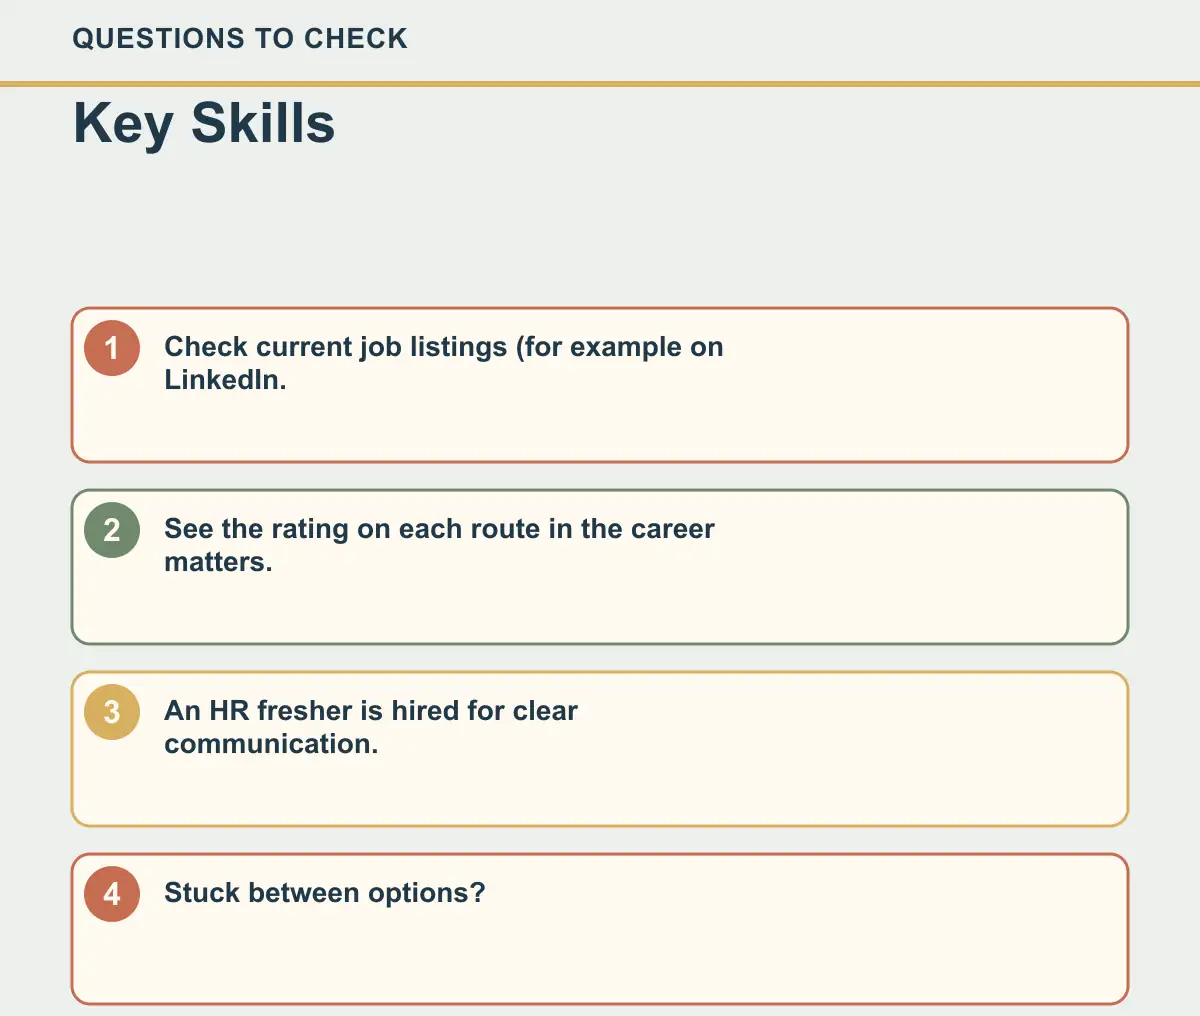 QUESTIONS TO CHECK
Key Skills
1
Check current job listings (for example on
LinkedIn.
2
See the rating on each route in the career
matters.
3
An HR fresher is hired for clear
communication.
4
Stuck between options?